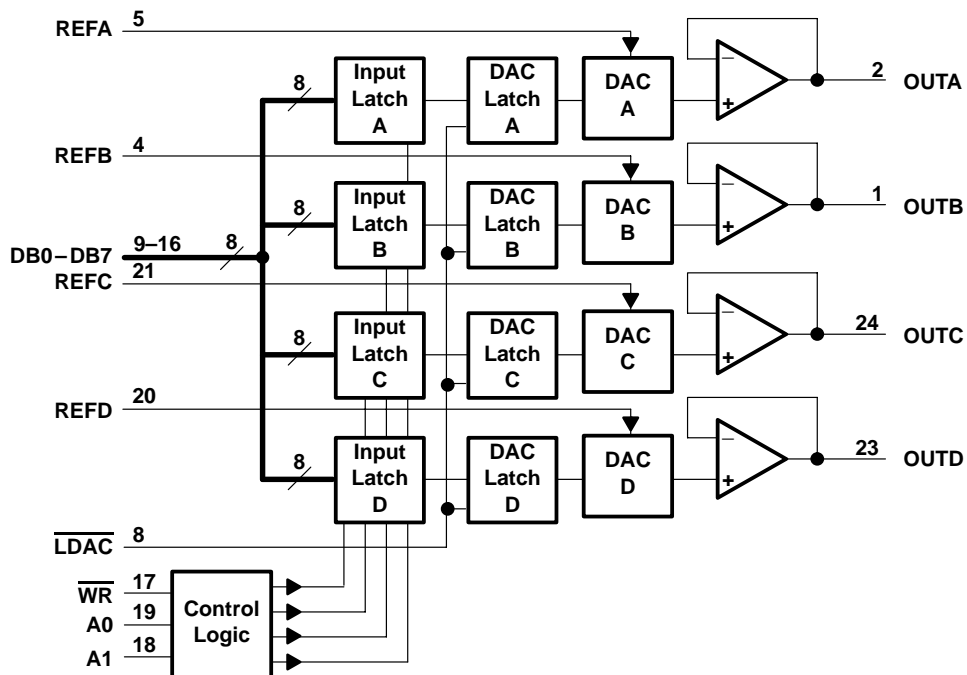 REFA 5
8 Input Latch A
DAC Latch A
DAC A
− +
2 OUTA
REFB 4
8 Input Latch B
DAC Latch B
DAC B
− +
1 OUTB
DB0–DB7 9–16 8
REFC 21
8 Input Latch C
DAC Latch C
DAC C
− +
24 OUTC
REFD 20
8 Input Latch D
DAC Latch D
DAC D
− +
23 OUTD
L̅D̅A̅C̅ 8
W̅R̅ 17
A0 19
A1 18
Control Logic